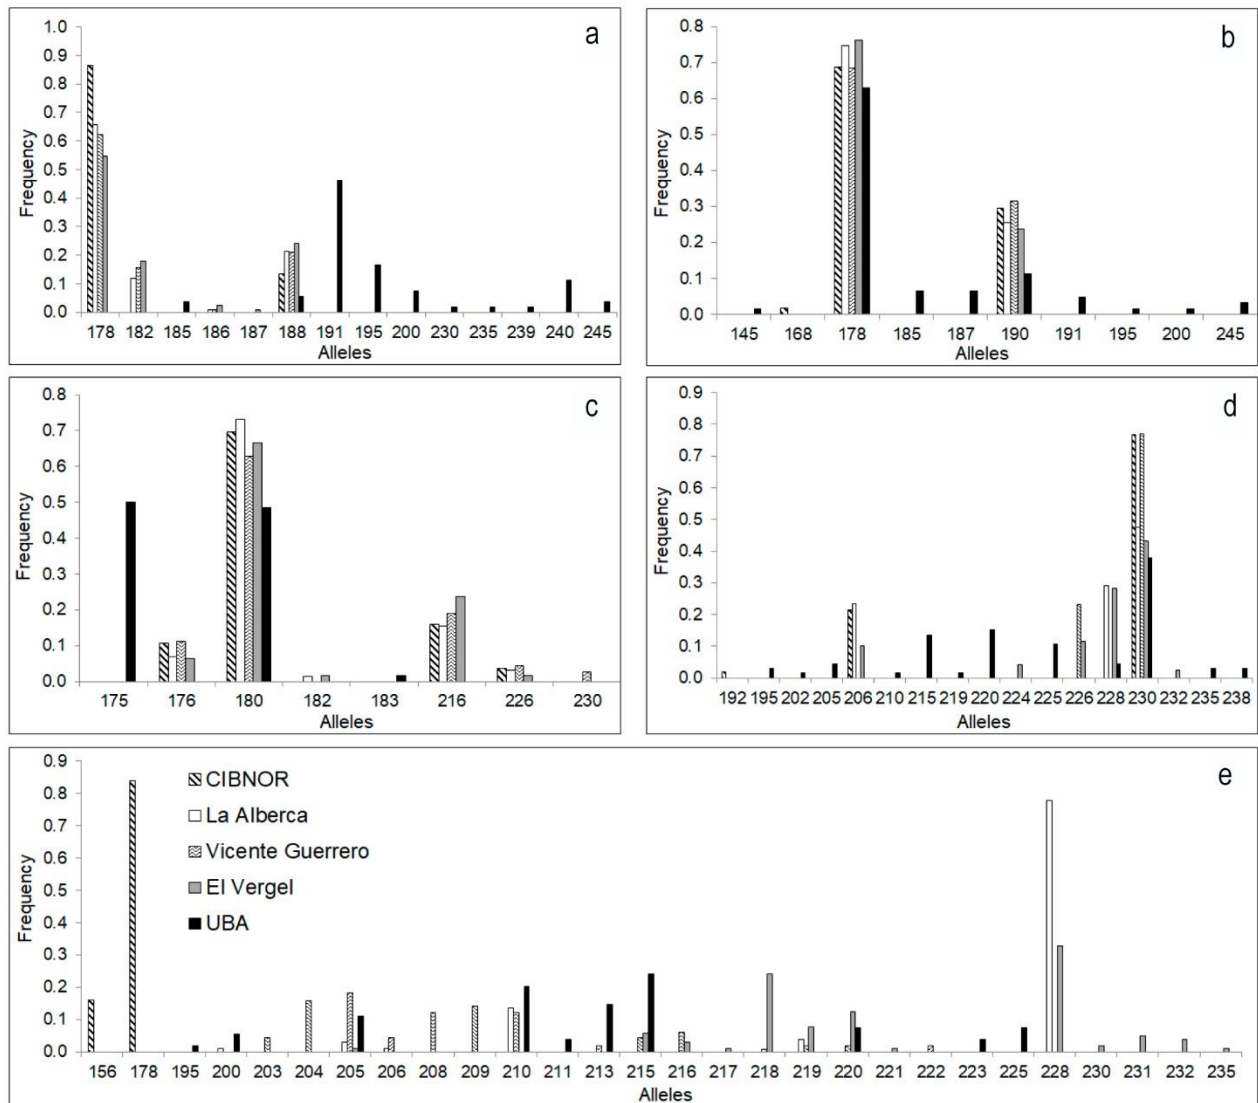 a
1.0
0.9
0.8
0.7
0.6
0.5
0.4
0.3
0.2
0.1
0.0
Frequency
178 182 185 186 187 188 191 195 200 230 235 239 240 245
Alleles
b
0.8
0.7
0.6
0.5
0.4
0.3
0.2
0.1
0.0
Frequency
145 168 178 185 187 190 191 195 200 245
Alleles
c
0.8
0.7
0.6
0.5
0.4
0.3
0.2
0.1
0.0
Frequency
175 176 180 182 183 216 226 230
Alleles
d
0.9
0.8
0.7
0.6
0.5
0.4
0.3
0.2
0.1
0.0
Frequency
192 195 202 205 206 210 215 219 220 224 225 226 228 230 232 235 238
Alleles
e
0.9
0.8
0.7
0.6
0.5
0.4
0.3
0.2
0.1
0.0
Frequency
CIBNOR
La Alberca
Vicente Guerrero
El Vergel
UBA
156 178 195 200 203 204 205 206 208 209 210 211 213 215 216 217 218 219 220 221 222 223 225 228 230 231 232 235
Alleles